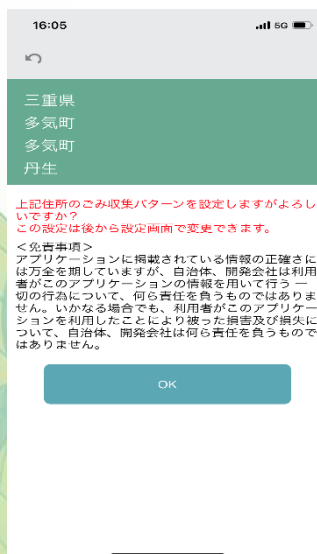 16:05
5G
三重県
多気町
多気町
丹生
上記住所のごみ収集パターンを設定しますがよろし
いですか？
この設定は後から設定画面で変更できます。
＜免責事項＞
アプリケーションに掲載されている情報の正確さに
は万全を期していますが、自治体、開発会社は利用
者がこのアプリケーションの情報を用いて行う 一
切の行為について、何ら責任を負うものではありま
せん。いかなる場合でも、利用者がこのアプリケー
ションを利用したことにより被った損害及び損失に
ついて、自治体、開発会社は何ら責任を負うもので
はありません。
OK